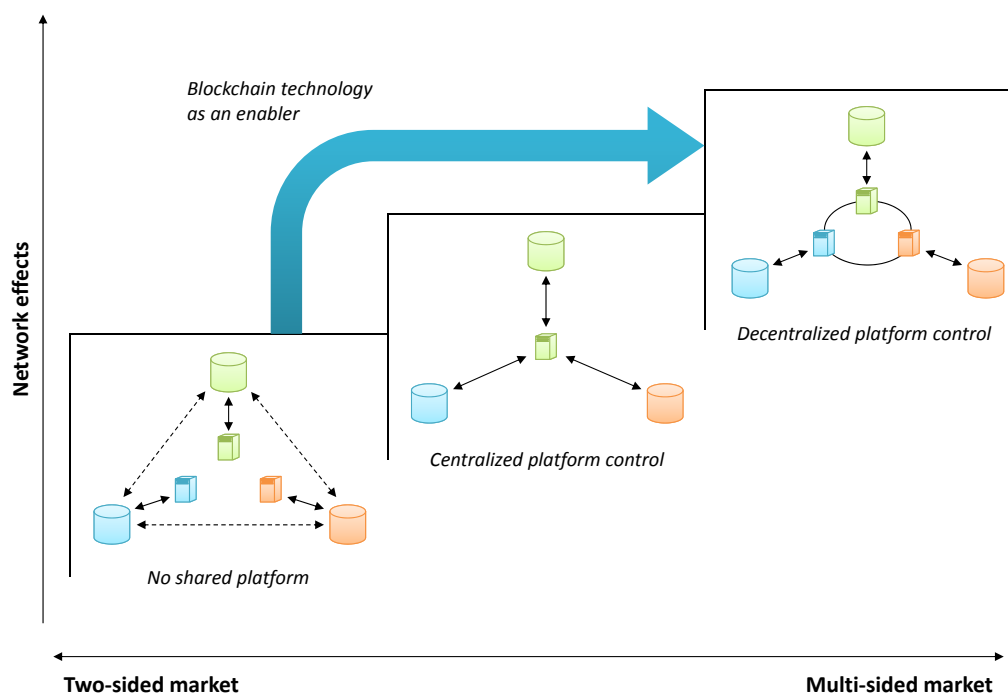 Blockchain technology
as an enabler
Network effects
Decentralized platform control
Centralized platform control
No shared platform
Two-sided market
Multi-sided market